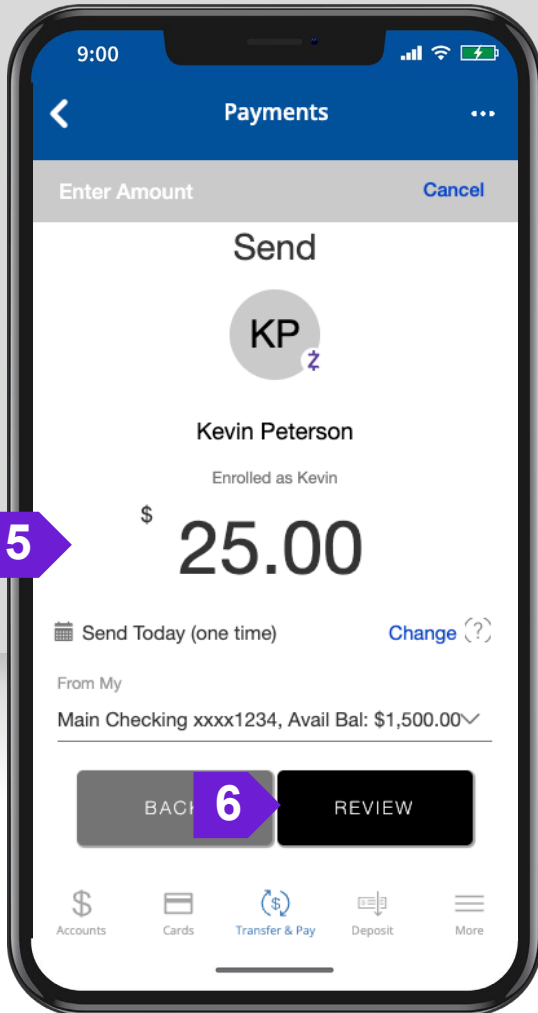 9:00
Payments
Enter Amount Cancel
Send
KP
Kevin Peterson
Enrolled as Kevin
5 $ 25.00
Send Today (one time) Change (?)
From My
Main Checking xxxx1234, Avail Bal: $1,500.00
BACK 6 REVIEW
$
Accounts Cards Transfer & Pay Deposit More